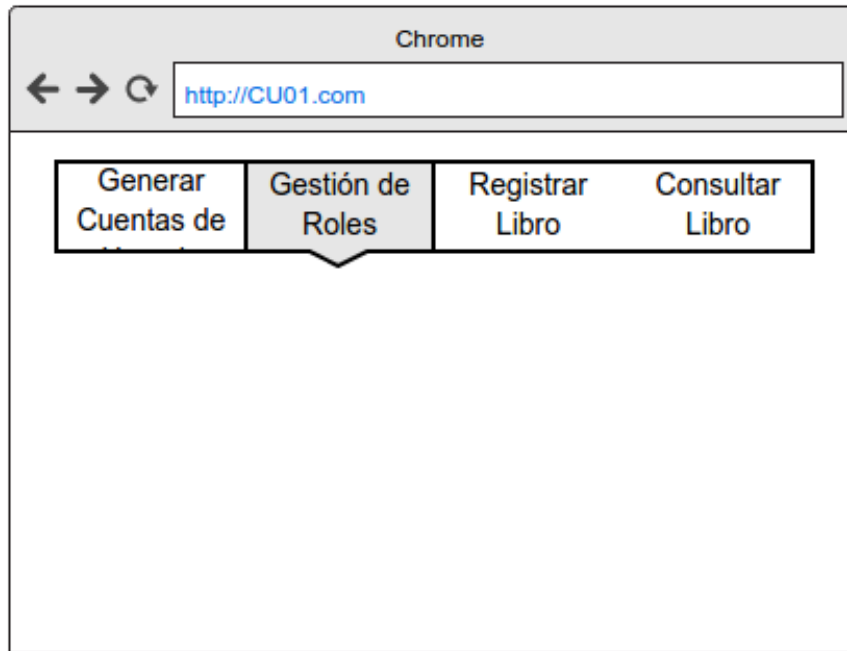 Chrome
http://CU01.com
Generar
Cuentas de
Gestión de
Roles
Registrar
Libro
Consultar
Libro